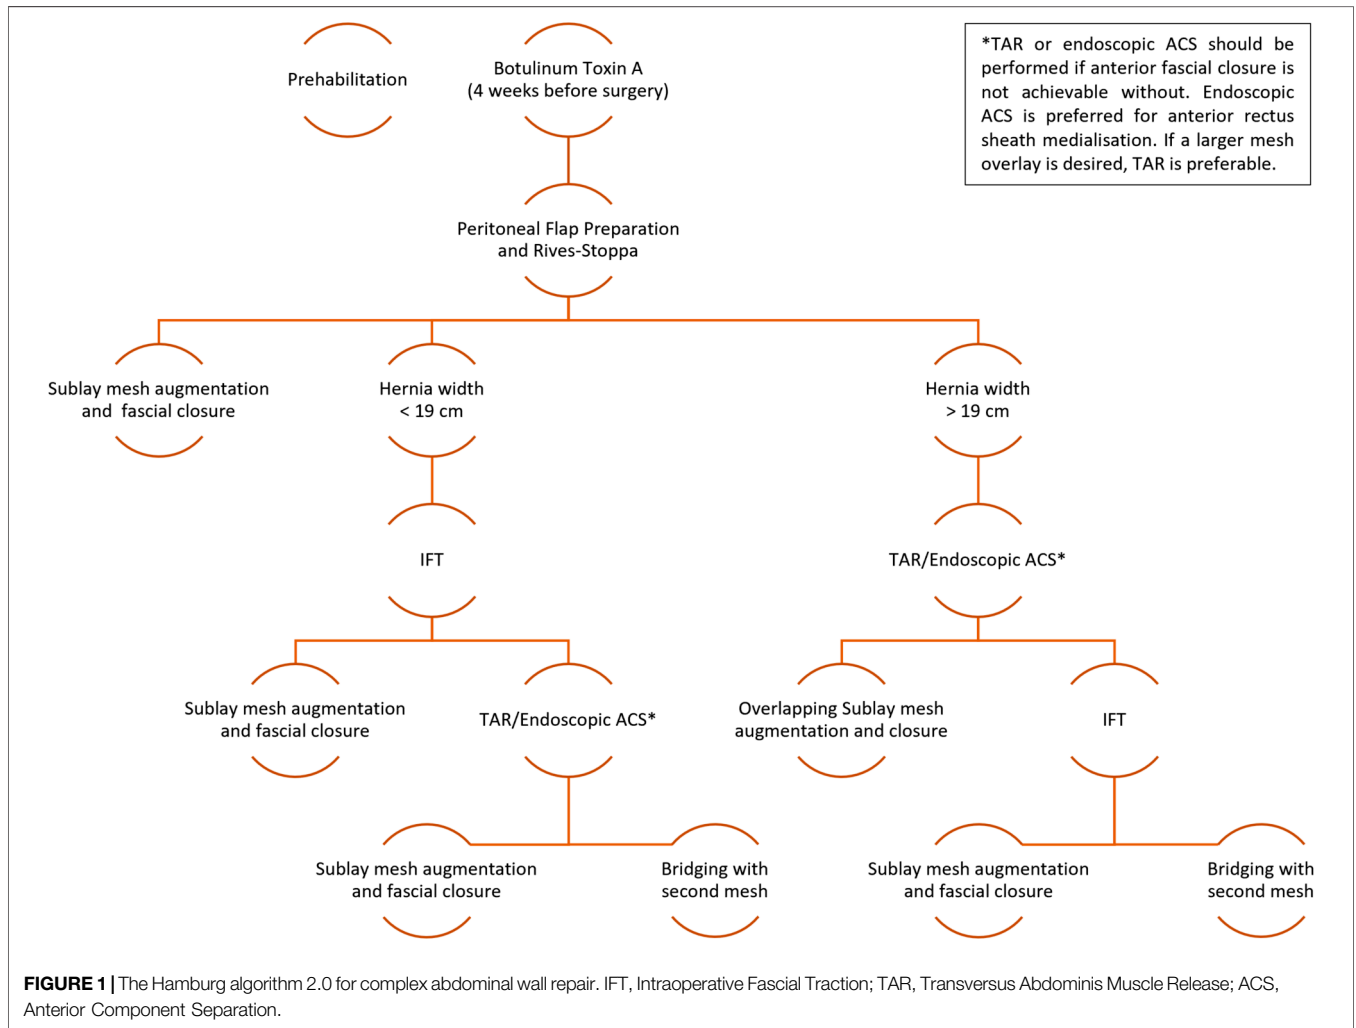 Prehabilitation
Botulinum Toxin A
(4 weeks before surgery)
*TAR or endoscopic ACS should be
performed if anterior fascial closure is
not achievable without. Endoscopic
ACS is preferred for anterior rectus
sheath medialisation. If a larger mesh
overlay is desired, TAR is preferable.
Peritoneal Flap Preparation
and Rives-Stoppa
Sublay mesh augmentation
and fascial closure
Hernia width
< 19 cm
Hernia width
> 19 cm
IFT
TAR/Endoscopic ACS*
Sublay mesh augmentation
and fascial closure
TAR/Endoscopic ACS*
Overlapping Sublay mesh
augmentation and closure
IFT
Sublay mesh augmentation
and fascial closure
Bridging with
second mesh
Sublay mesh augmentation
and fascial closure
Bridging with
second mesh
FIGURE 1 | The Hamburg algorithm 2.0 for complex abdominal wall repair. IFT, Intraoperative Fascial Traction; TAR, Transversus Abdominis Muscle Release; ACS,
Anterior Component Separation.